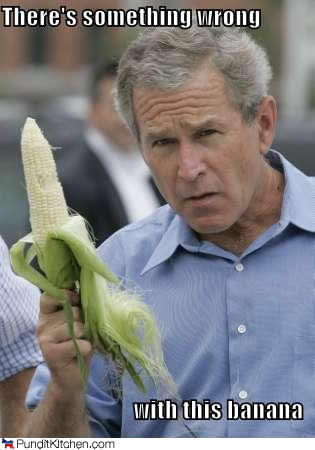 There's something wrong
with this banana
PunditKitchen.com